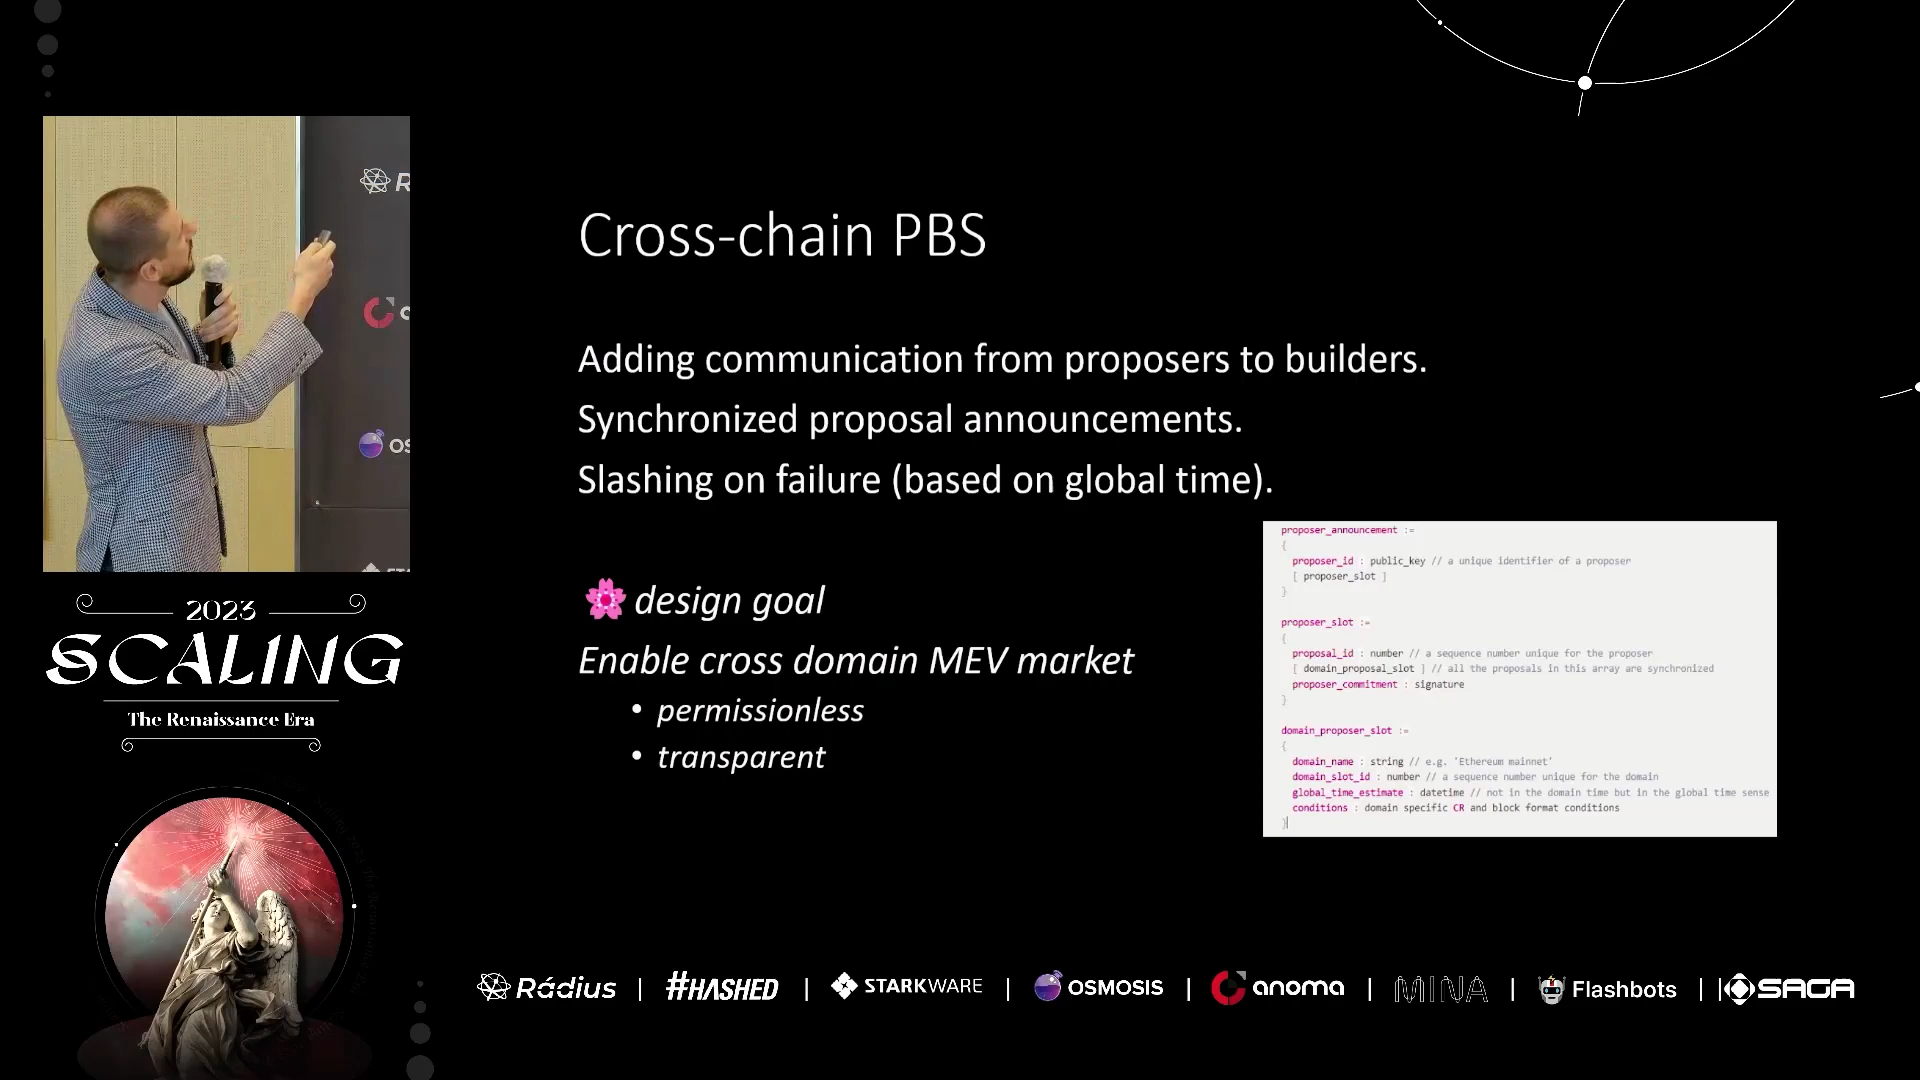 Cross-chain PBS
Adding communication from proposers to builders.
Synchronized proposal announcements.
Slashing on failure (based on global time).
🌸 design goal
Enable cross domain MEV market
• permissionless
• transparent
proposer_announcement :=
{
proposer_id : public_key // a unique identifier of a proposer
[ proposer_slot ]
}
proposer_slot :=
{
proposal_id : number // a sequence number unique for the proposer
[ domain_proposal_slot ] // all the proposals in this array are synchronized
proposer_commitment : signature
}
domain_proposer_slot :=
{
domain_name : string // e.g. 'Ethereum mainnet'
domain_slot_id : number // a sequence number unique for the domain
global_time_estimate : datetime // not in the domain time but in the global time sense
conditions : domain specific CR and block format conditions
}
2023
SCALING
The Renaissance Era
Rádius | #HASHED | STARKWARE | OSMOSIS | anoma | MINA | Flashbots | SAGA